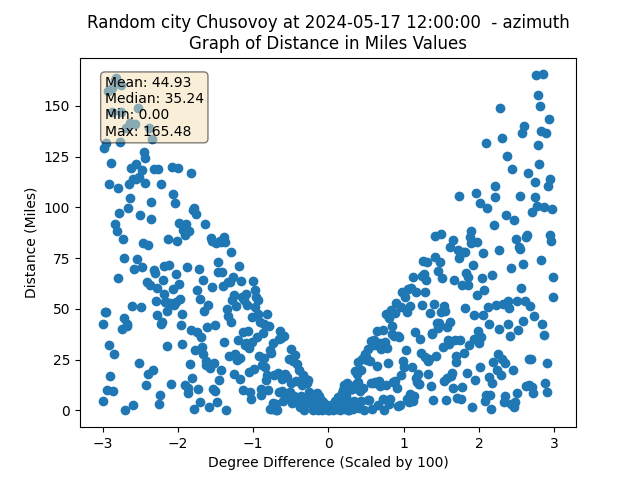 Random city Chusovoy at 2024-05-17 12:00:00 - azimuth
Graph of Distance in Miles Values
Mean: 44.93
Median: 35.24
Min: 0.00
Max: 165.48
Distance (Miles)
150
125
100
75
50
25
0
−3
−2
−1
0
1
2
3
Degree Difference (Scaled by 100)